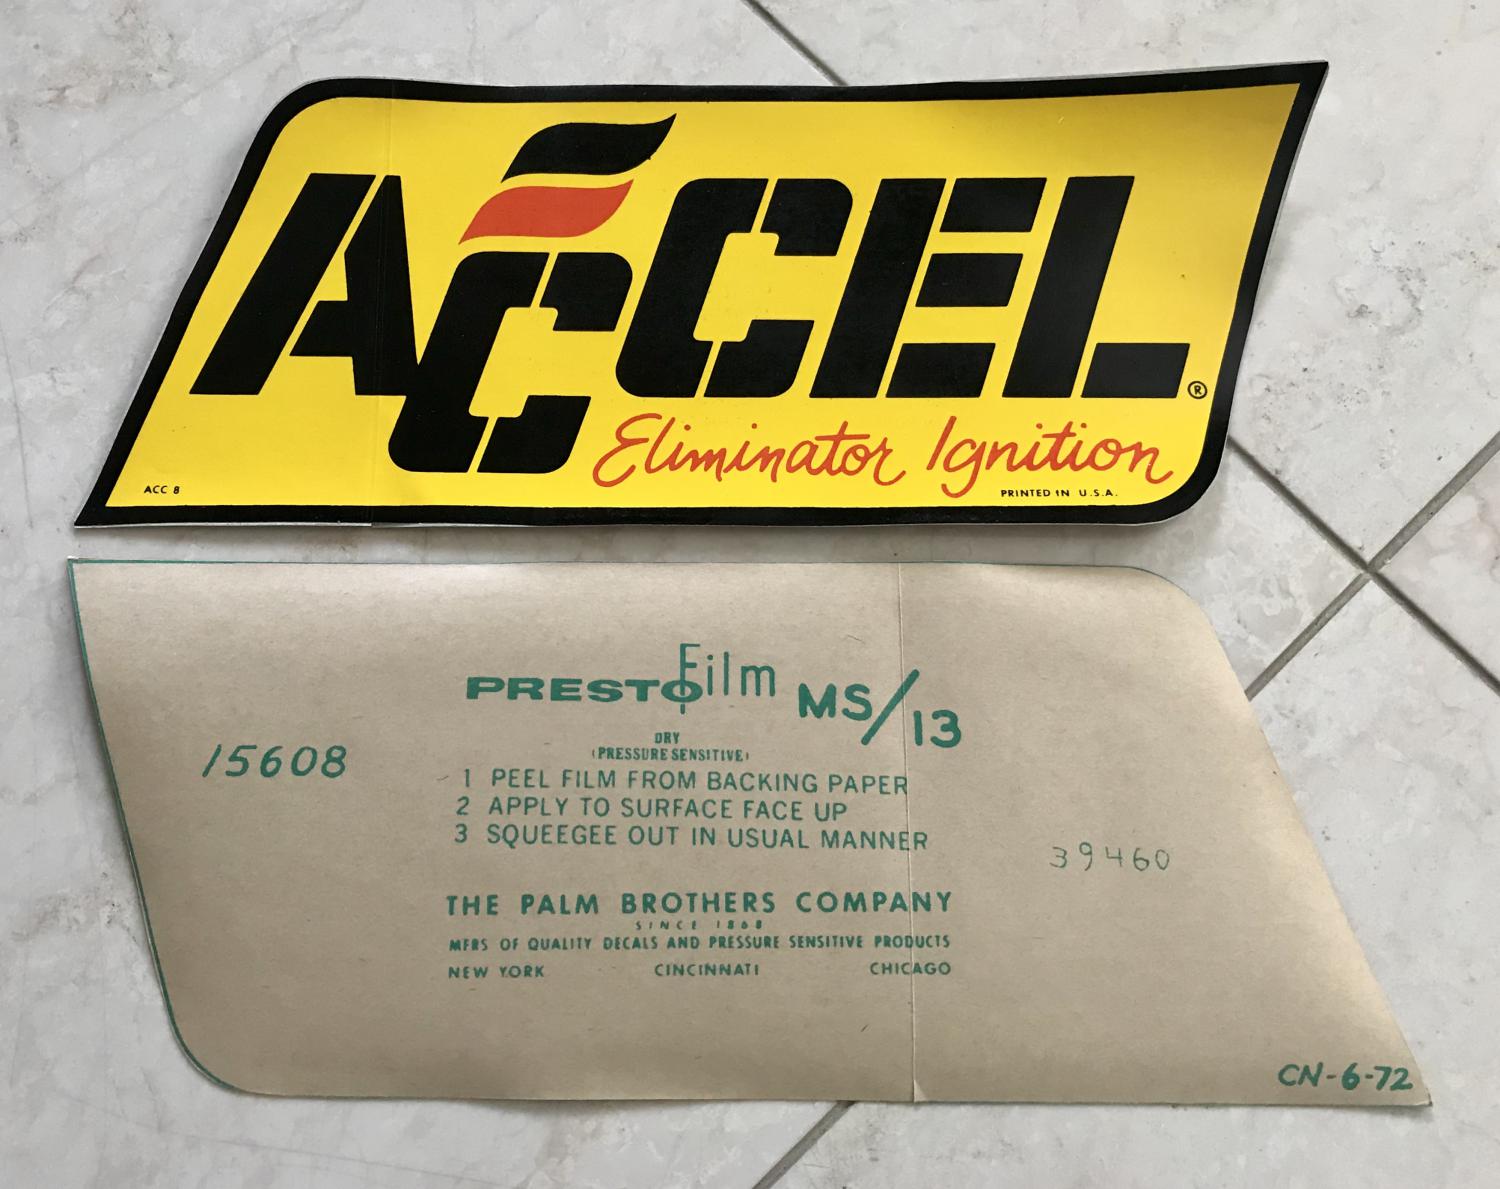 ACCEL®
Eliminator Ignition
ACC 8
PRINTED IN U.S.A.
PRESTO Film MS/13
DRY
(PRESSURE SENSITIVE)
15608
1 PEEL FILM FROM BACKING PAPER
2 APPLY TO SURFACE FACE UP
3 SQUEEGEE OUT IN USUAL MANNER
39460
THE PALM BROTHERS COMPANY
SINCE 1868
MFRS OF QUALITY DECALS AND PRESSURE SENSITIVE PRODUCTS
NEW YORK CINCINNATI CHICAGO
CN-6-72